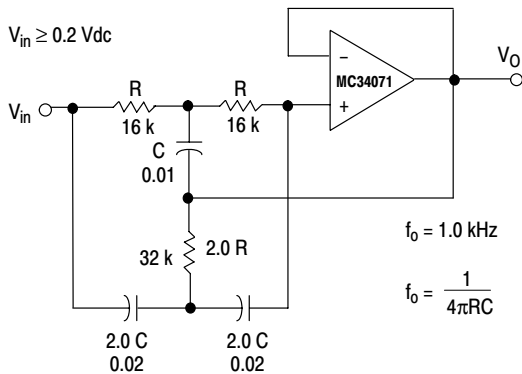 V_in ≥ 0.2 Vdc
−
MC34071
+
V_O
V_in
R
16 k
R
16 k
C
0.01
32 k
2.0 R
f_o = 1.0 kHz
f_o = 1 / 4πRC
2.0 C
0.02
2.0 C
0.02